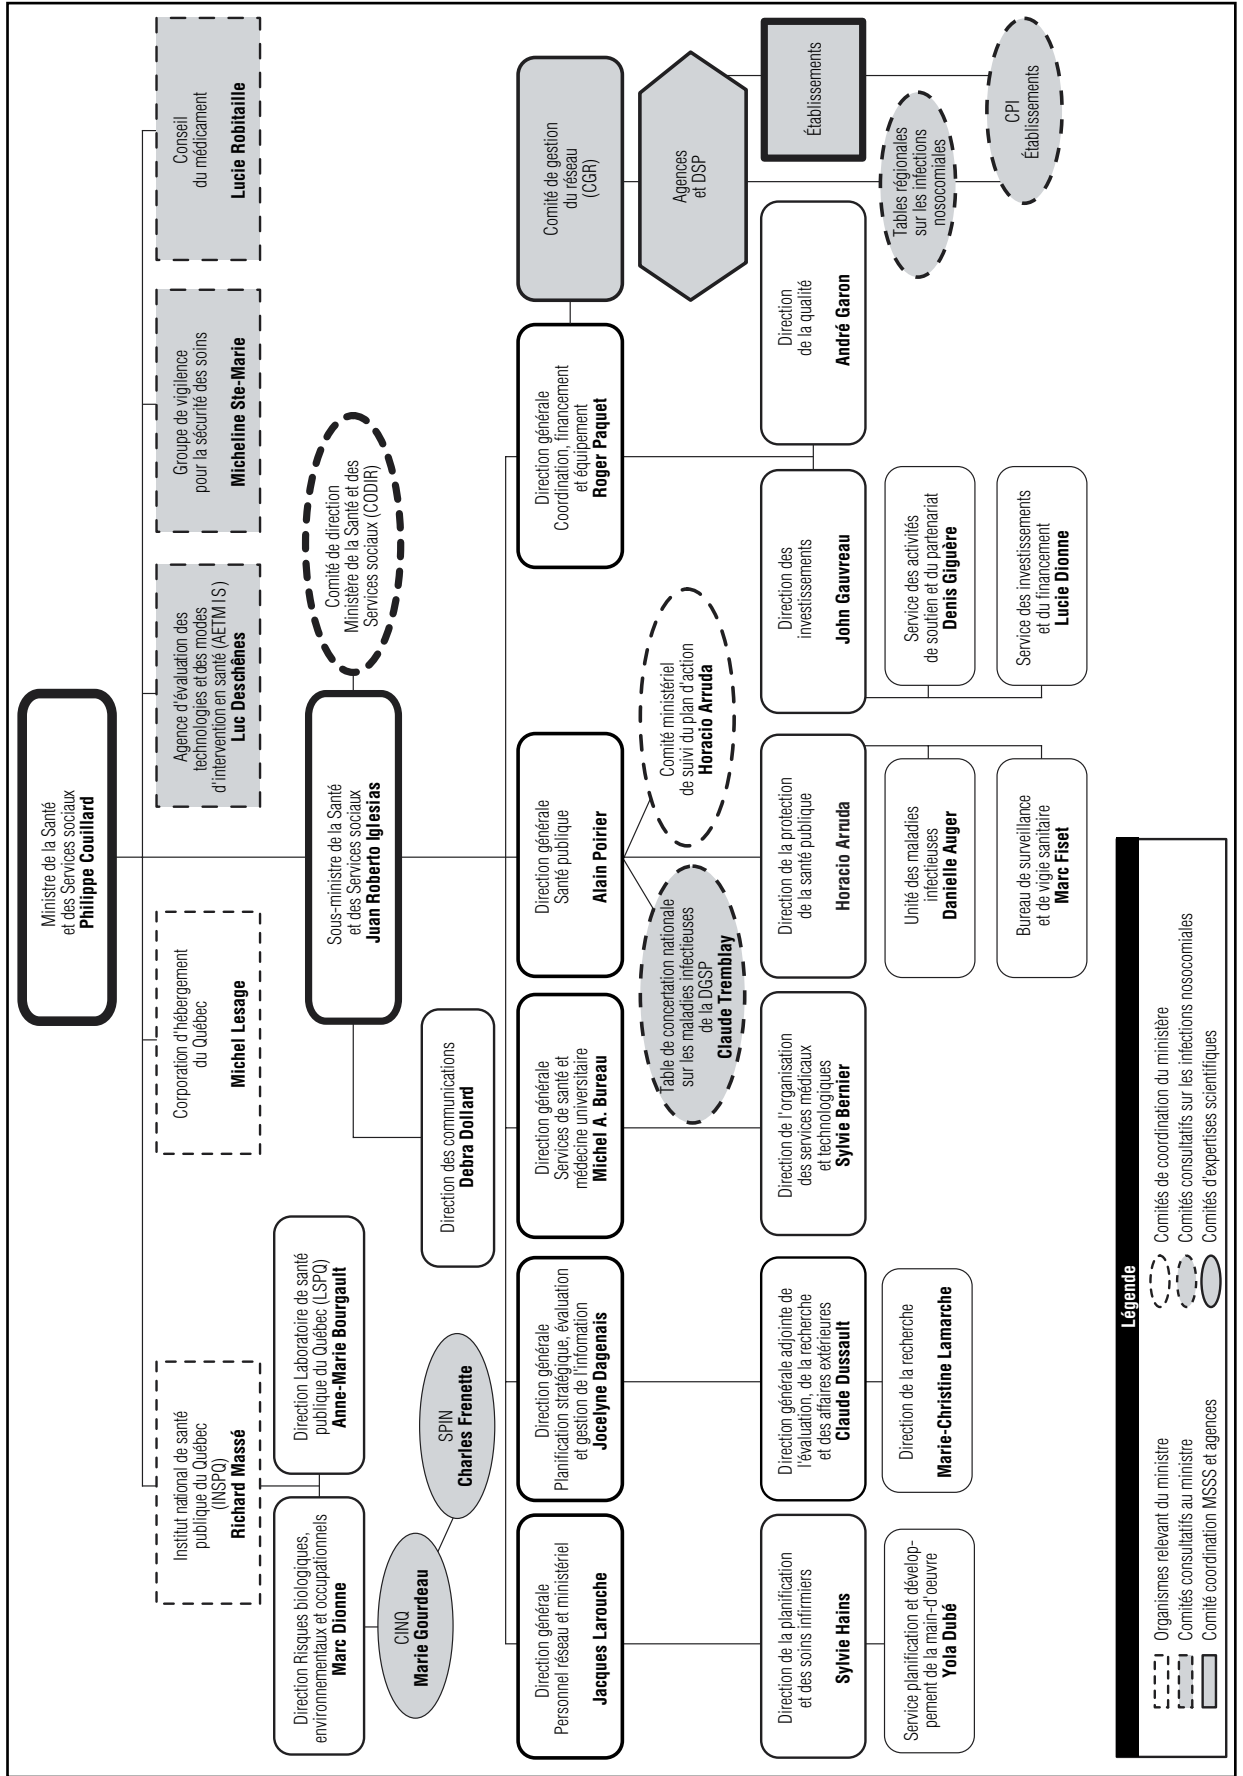 Ministre de la Santé
et des Services sociaux
Philippe Couillard
Institut national de santé
publique du Québec
(INSPQ)
Richard Massé
Corporation d'hébergement
du Québec
Michel Lesage
Agence d'évaluation des
technologies et des modes
d'intervention en santé (AETMIS)
Luc Deschênes
Groupe de vigilence
pour la sécurité des soins
Micheline Ste-Marie
Conseil
du médicament
Lucie Robitaille
Direction Risques biologiques,
environnementaux et occupationnels
Marc Dionne
Direction Laboratoire de santé
publique du Québec (LSPQ)
Anne-Marie Bourgault
Sous-ministre de la Santé
et des Services sociaux
Juan Roberto Iglesias
Comité de direction
Ministère de la Santé et des
Services sociaux (CODIR)
CINQ
Marie Gourdeau
SPIN
Charles Frenette
Direction des communications
Debra Dollard
Direction générale
Personnel réseau et ministériel
Jacques Larouche
Direction générale
Planification stratégique, évaluation
et gestion de l'infomation
Jocelyne Dagenais
Direction générale
Services de santé et
médecine universitaire
Michel A. Bureau
Direction générale
Santé publique
Alain Poirier
Direction générale
Coordination, financement
et équipement
Roger Paquet
Comité de gestion
du réseau
(CGR)
Table de concertation nationale
sur les maladies infectieuses
de la DGSP
Claude Tremblay
Comité ministériel
de suivi du plan d'action
Horacio Arruda
Agences
et DSP
Direction de la planification
et des soins infirmiers
Sylvie Hains
Direction générale adjointe de
l'évaluation, de la recherche
et des affaires extérieures
Claude Dussault
Direction de l'organisation
des services médicaux
et technologiques
Sylvie Bernier
Direction de la protection
de la santé publique
Horacio Arruda
Direction des
investissements
John Gauvreau
Direction
de la qualité
André Garon
Établissements
Service planification et dévelop-
pement de la main-d'oeuvre
Yola Dubé
Direction de la recherche
Marie-Christine Lamarche
Unité des maladies
infectieuses
Danielle Auger
Service des activités
de soutien et du partenariat
Denis Giguère
Tables régionales
sur les infections
nosocomiales
Bureau de surveillance
et de vigie sanitaire
Marc Fiset
Service des investissements
et du financement
Lucie Dionne
CPI
Établissements
Légende
Organismes relevant du ministre
Comités consultatifs au ministre
Comité coordination MSSS et agences
Comités de coordination du ministère
Comités consultatifs sur les infections nosocomiales
Comités d'expertises scientifiques